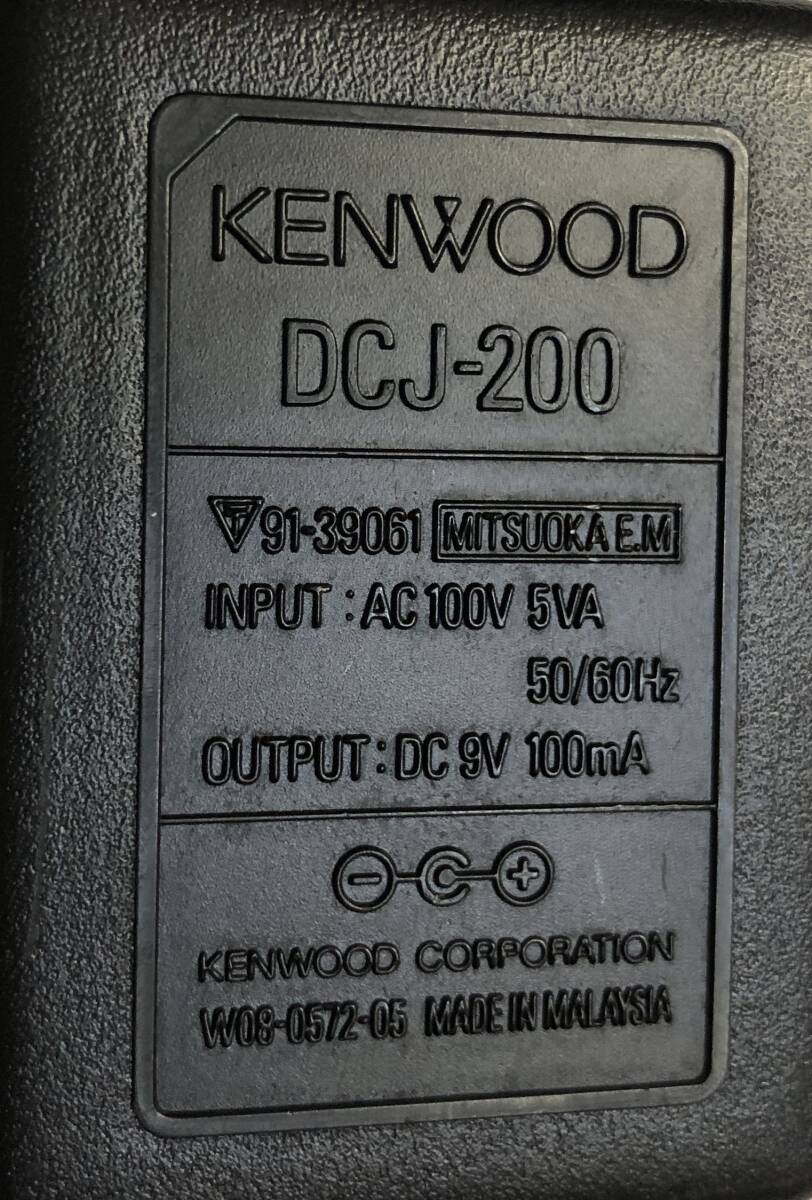 KENWOOD
DCJ-200
91-39061 MITSUOKA E.M
INPUT : AC 100V 5VA
50/60Hz
OUTPUT : DC 9V 100mA
KENWOOD CORPORATION
W08-0572-05 MADE IN MALAYSIA